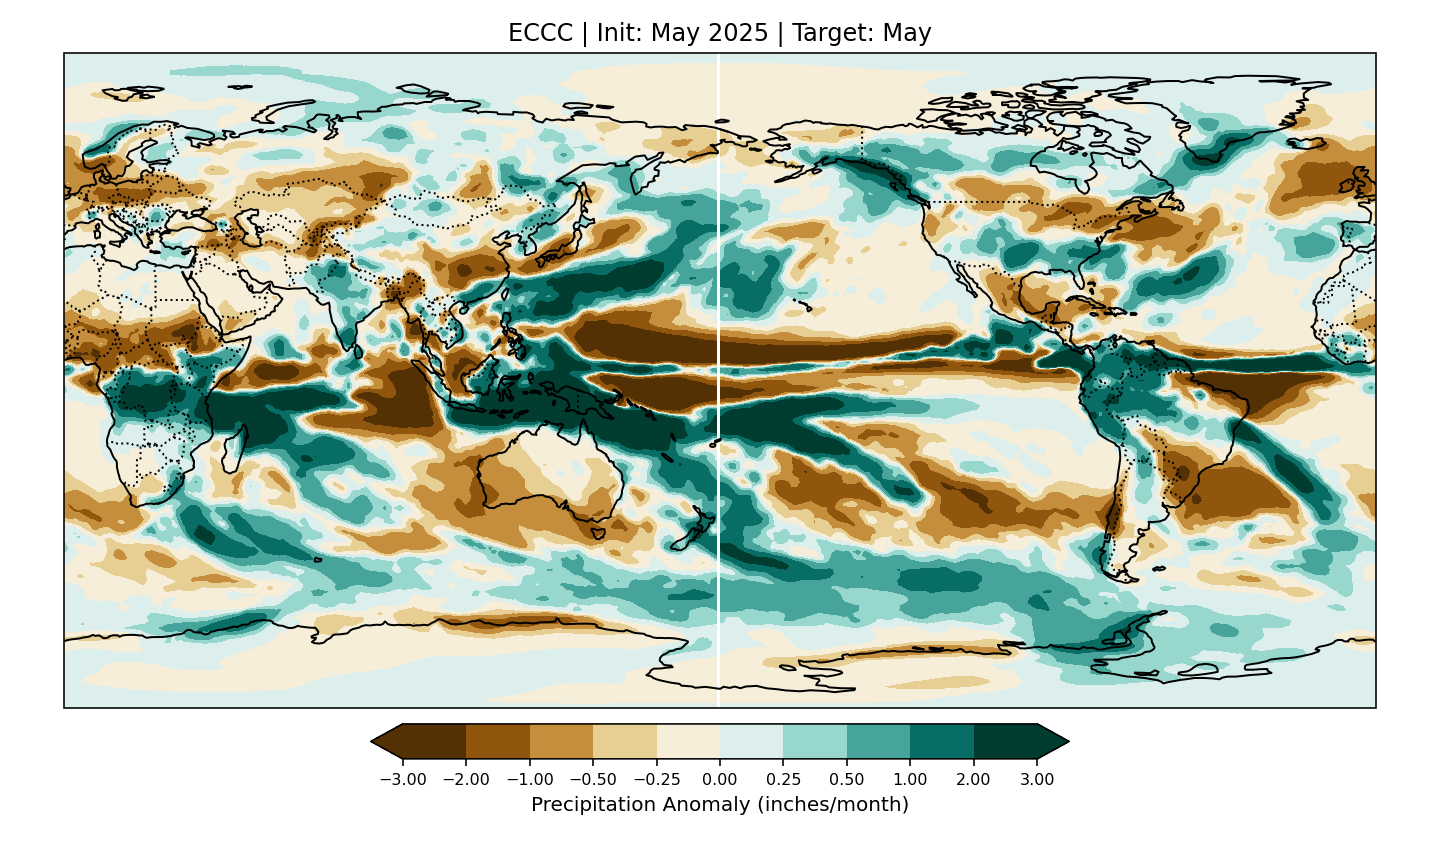 ECCC | Init: May 2025 | Target: May
−3.00 −2.00 −1.00 −0.50 −0.25 0.00 0.25 0.50 1.00 2.00 3.00
Precipitation Anomaly (inches/month)